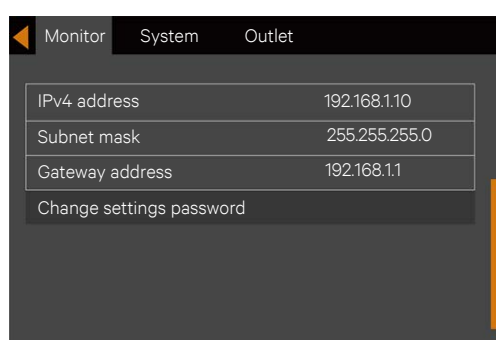 Monitor System Outlet
IPv4 address 192.168.1.10
Subnet mask 255.255.255.0
Gateway address 192.168.1.1
Change settings password